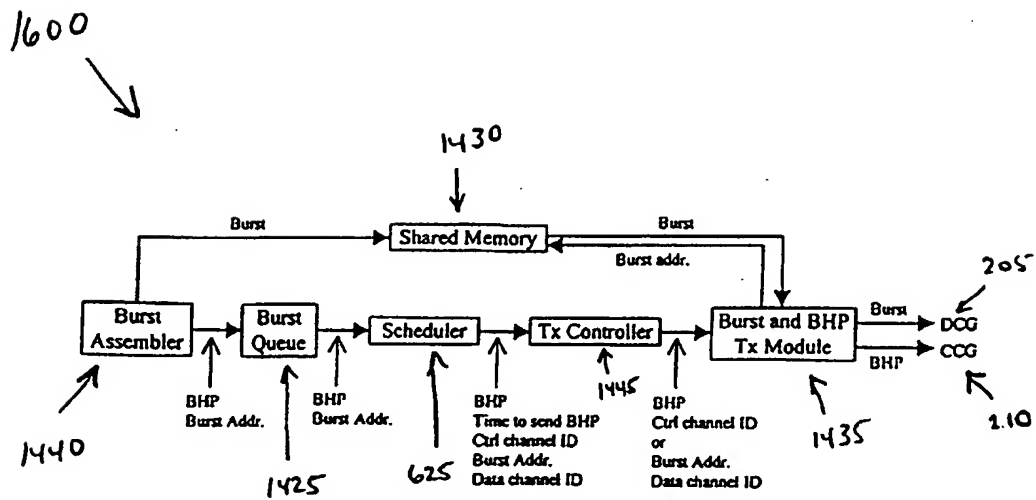 1600
1430
Burst
Shared Memory
Burst
Burst addr.
205
Burst
Assembler
Burst
Queue
Scheduler
Tx Controller
Burst and BHP
Tx Module
Burst
DCG
BHP
CCG
1445
BHP
Burst Addr.
BHP
Burst Addr.
BHP
Time to send BHP
Ctrl channel ID
Burst Addr.
Data channel ID
BHP
Ctrl channel ID
or
Burst Addr.
Data channel ID
1440
1425
625
1435
210